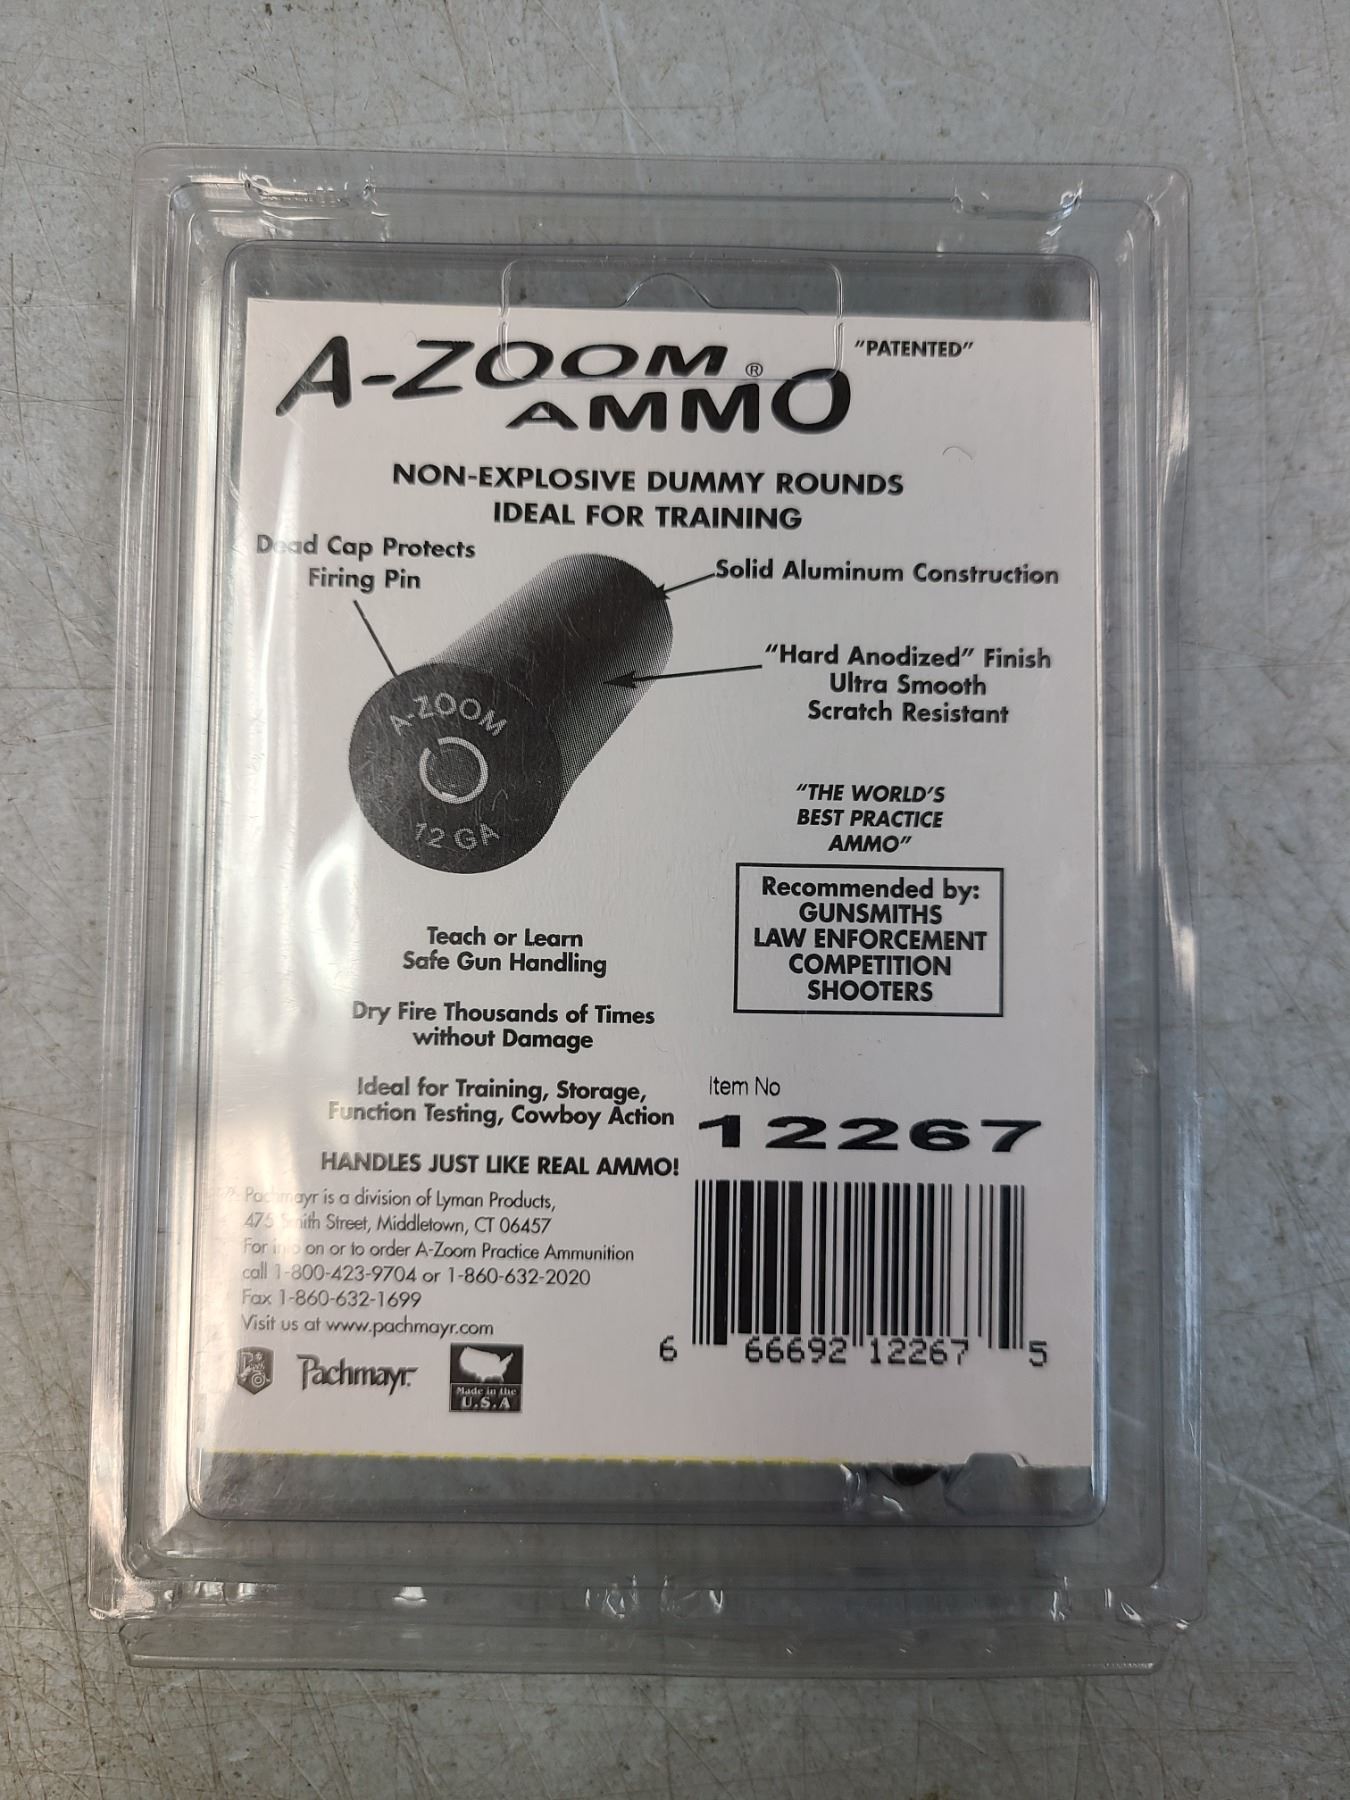 A-ZOOM®
AMMO
"PATENTED"
NON-EXPLOSIVE DUMMY ROUNDS
IDEAL FOR TRAINING
Dead Cap Protects
Firing Pin
Solid Aluminum Construction
"Hard Anodized" Finish
Ultra Smooth
Scratch Resistant
A-ZOOM
12 GA
"THE WORLD'S
BEST PRACTICE
AMMO"
Recommended by:
GUNSMITHS
LAW ENFORCEMENT
COMPETITION
SHOOTERS
Teach or Learn
Safe Gun Handling
Dry Fire Thousands of Times
without Damage
Ideal for Training, Storage,
Function Testing, Cowboy Action
HANDLES JUST LIKE REAL AMMO!
Item No
12267
Pachmayr is a division of Lyman Products,
475 Smith Street, Middletown, CT 06457
For info on or to order A-Zoom Practice Ammunition
call 1-800-423-9704 or 1-860-632-2020
Fax 1-860-632-1699
Visit us at www.pachmayr.com
Pachmayr
Made in the
U.S.A
6 66692 12267 5